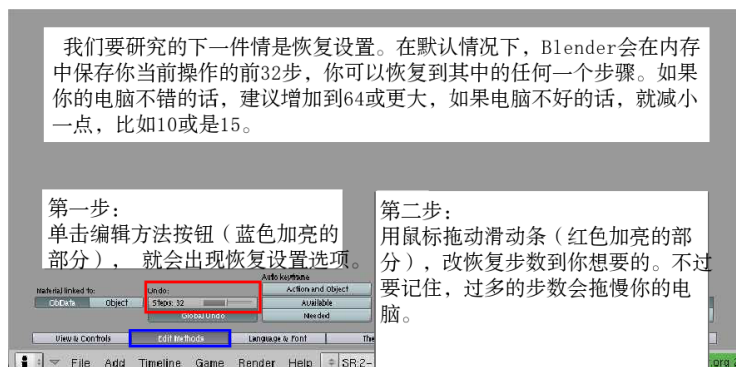 我们要研究的下一件情是恢复设置。在默认情况下，Blender会在内存
中保存你当前操作的前32步，你可以恢复到其中的任何一个步骤。如果
你的电脑不错的话，建议增加到64或更大，如果电脑不好的话，就减小
一点，比如10或是15。
第一步：
单击编辑方法按钮（蓝色加亮的
部分）， 就会出现恢复设置选项。
第二步：
用鼠标拖动滑动条（红色加亮的部
分），改恢复步数到你想要的。不过
要记住，过多的步数会拖慢你的电
脑。
Auto keyframe
Material linked to:
Undo:
Action and Object
ObData
Object
Steps: 32
Available
Global Undo
Needed
View & Controls
Edit Methods
Language & Font
The
File Add Timeline Game Render Help
SR:2-
.org 2